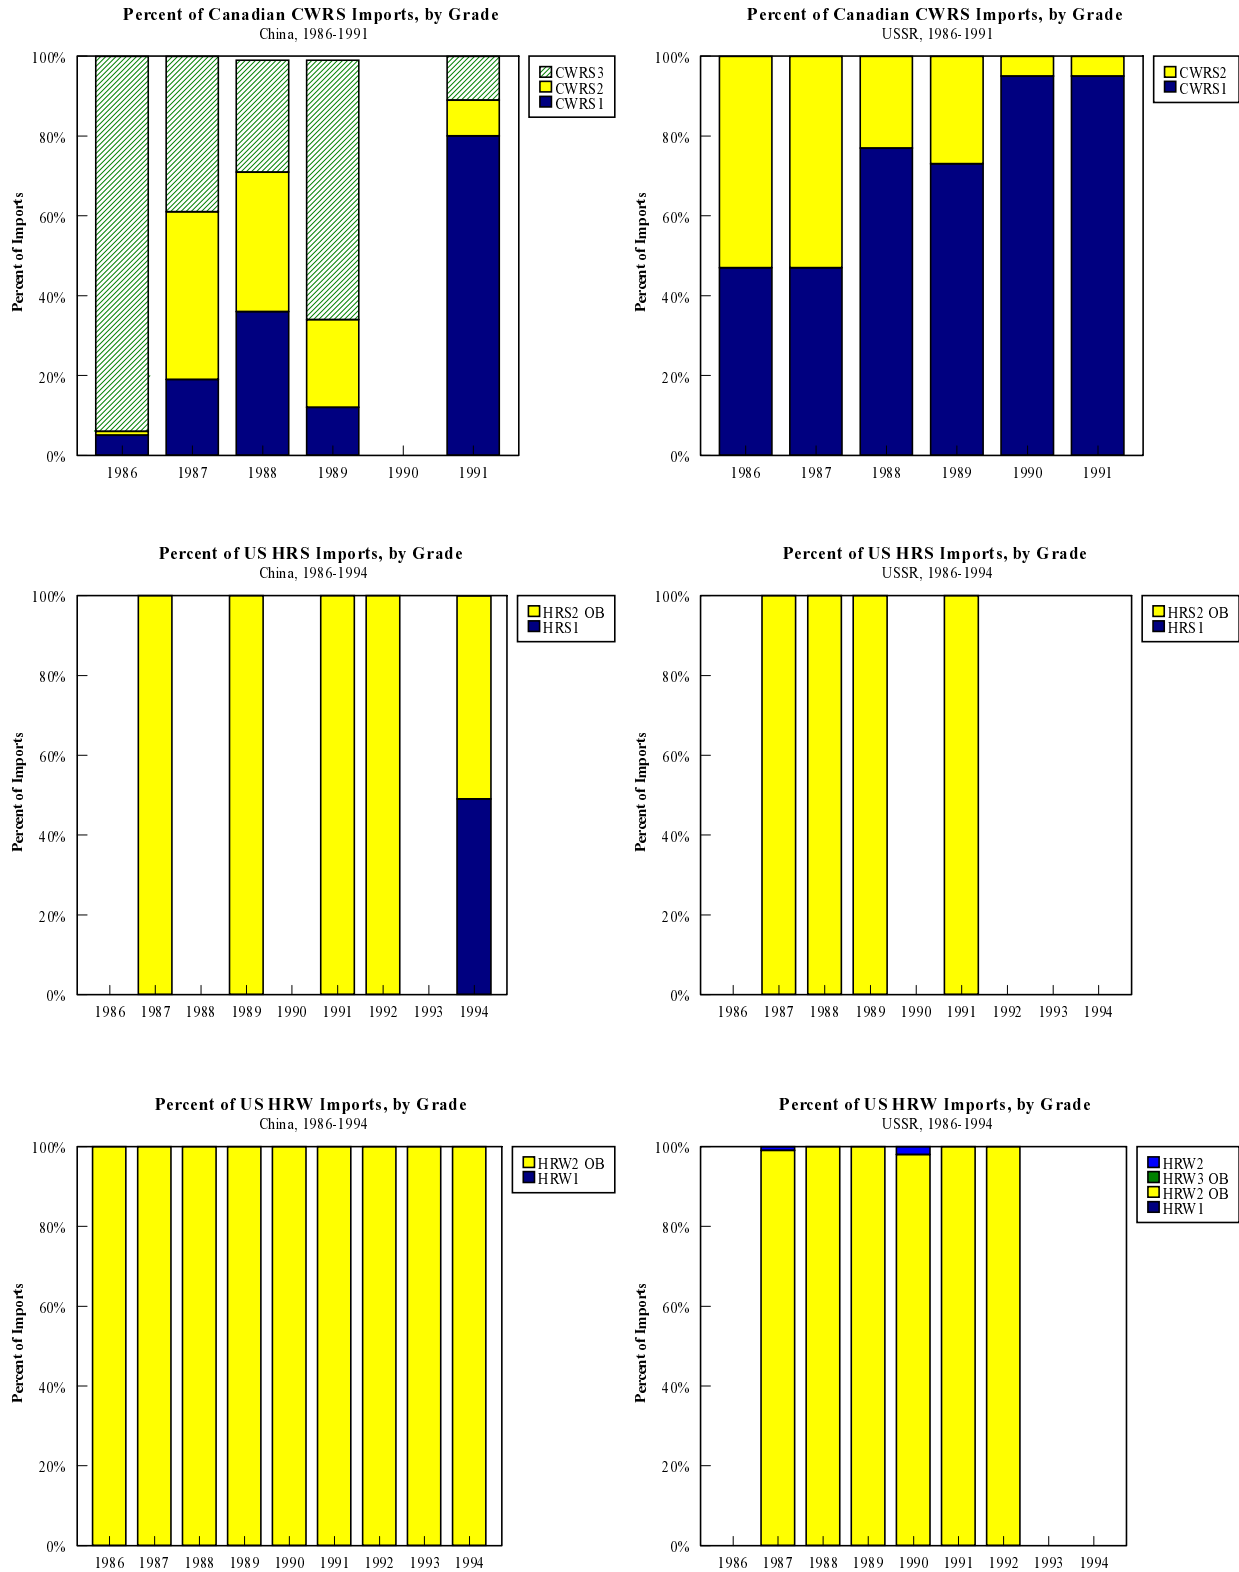 Percent of Canadian CWRS Imports, by Grade
China, 1986-1991
100%
80%
60%
40%
20%
0%
Percent of Imports
1986 1987 1988 1989 1990 1991
CWRS3
CWRS2
CWRS1
Percent of Canadian CWRS Imports, by Grade
USSR, 1986-1991
100%
80%
60%
40%
20%
0%
Percent of Imports
1986 1987 1988 1989 1990 1991
CWRS2
CWRS1
Percent of US HRS Imports, by Grade
China, 1986-1994
100%
80%
60%
40%
20%
0%
Percent of Imports
1986 1987 1988 1989 1990 1991 1992 1993 1994
HRS2 OB
HRS1
Percent of US HRS Imports, by Grade
USSR, 1986-1994
100%
80%
60%
40%
20%
0%
Percent of Imports
1986 1987 1988 1989 1990 1991 1992 1993 1994
HRS2 OB
HRS1
Percent of US HRW Imports, by Grade
China, 1986-1994
100%
80%
60%
40%
20%
0%
Percent of Imports
1986 1987 1988 1989 1990 1991 1992 1993 1994
HRW2 OB
HRW1
Percent of US HRW Imports, by Grade
USSR, 1986-1994
100%
80%
60%
40%
20%
0%
Percent of Imports
1986 1987 1988 1989 1990 1991 1992 1993 1994
HRW2
HRW3 OB
HRW2 OB
HRW1